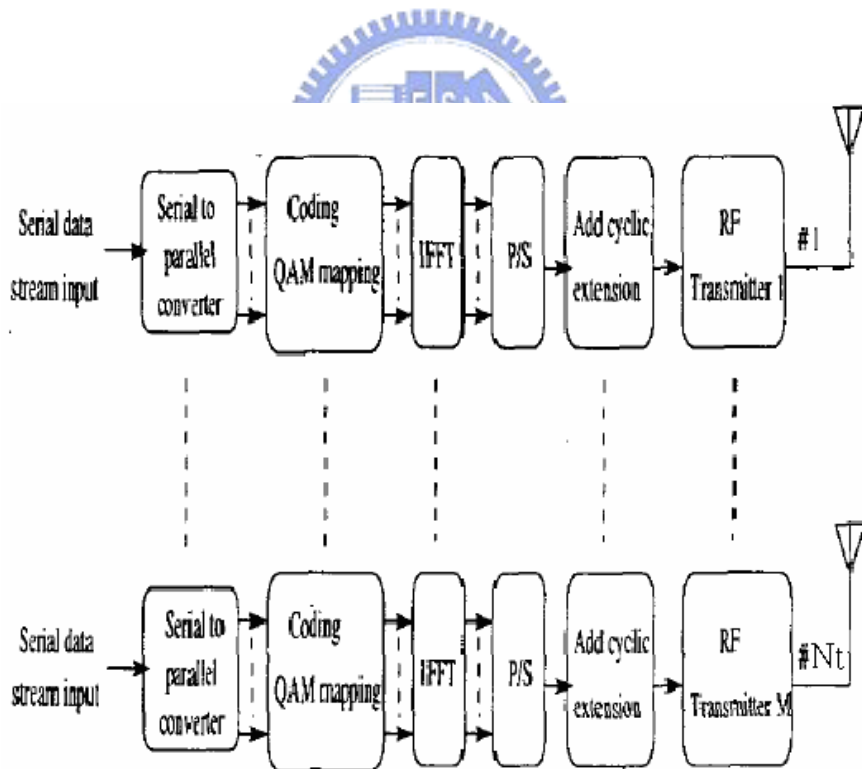 Serial data
stream input
Serial to
parallel
converter
Coding
QAM mapping
IFFT
P/S
Add cyclic
extension
RF
Transmitter 1
#1
Serial data
stream input
Serial to
parallel
converter
Coding
QAM mapping
IFFT
P/S
Add cyclic
extension
RF
Transmitter M
#Nt